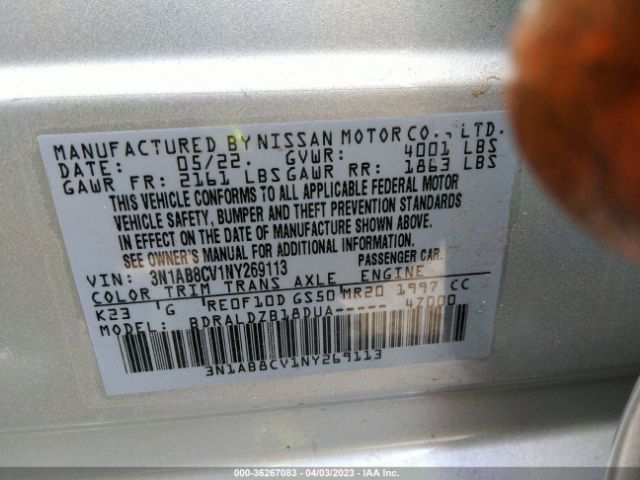 MANUFACTURED BY NISSAN MOTOR CO., LTD.
DATE: 05/22. GVWR: 4001 LBS
GAWR FR: 2161 LBS GAWR RR: 1863 LBS
THIS VEHICLE CONFORMS TO ALL APPLICABLE FEDERAL MOTOR
VEHICLE SAFETY, BUMPER AND THEFT PREVENTION STANDARDS
IN EFFECT ON THE DATE OF MANUFACTURE SHOWN ABOVE.
SEE OWNER'S MANUAL FOR ADDITIONAL INFORMATION.
VIN: 3N1AB8CV1NY269113 PASSENGER CAR.
COLOR TRIM TRANS AXLE ENGINE
K23 G RE0F10D GS50 MR20 1997 CC
MODEL: BDRALDZB18DUA----- 47000
3N1AB8CV1NY269113
000-36267083 - 04/03/2023 - IAA Inc.